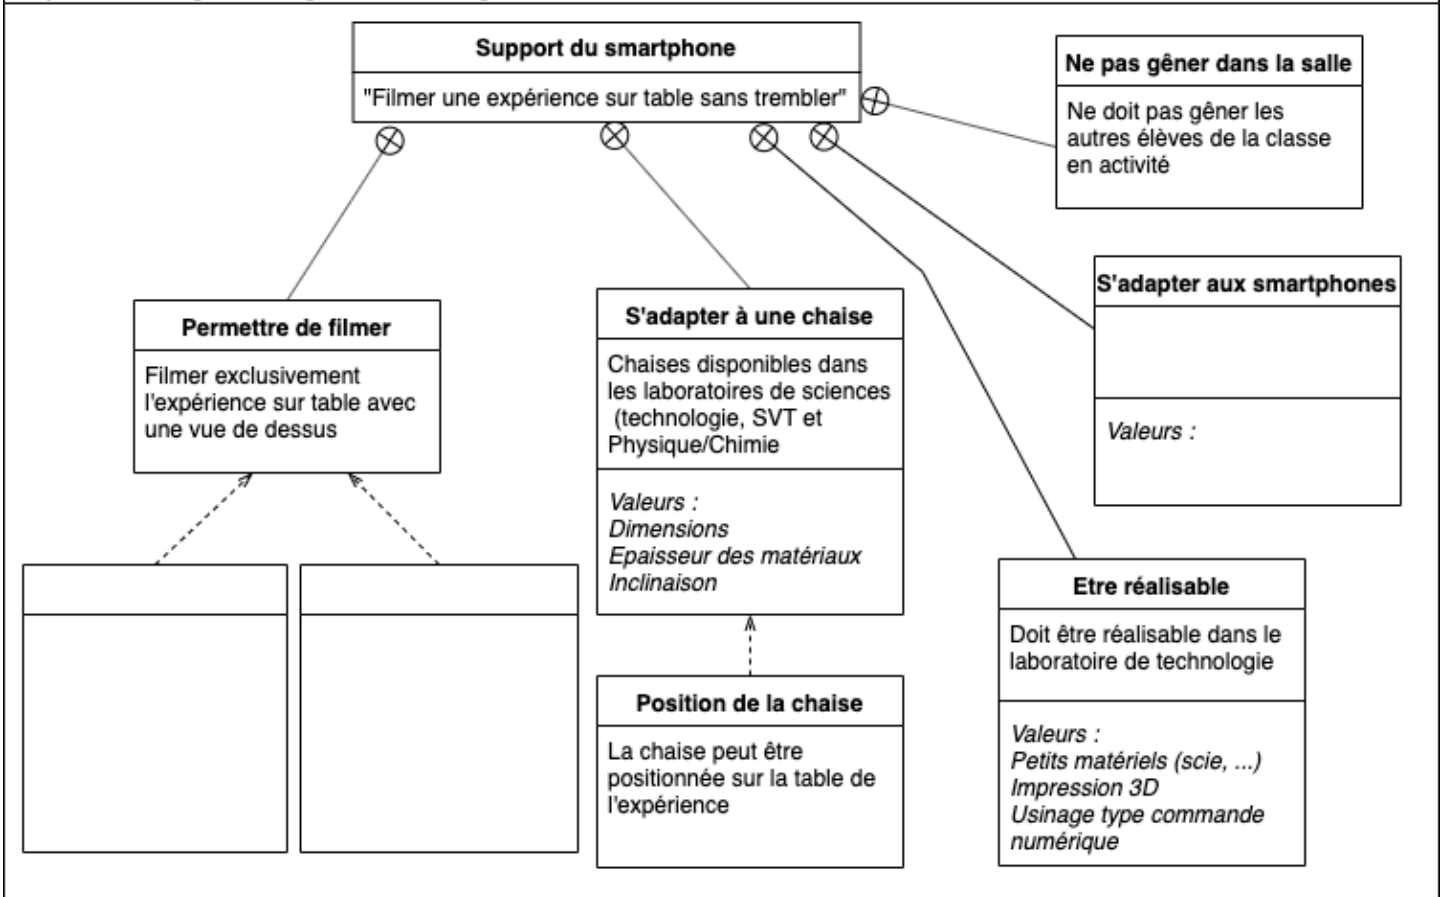 Support du smartphone
"Filmer une expérience sur table sans trembler"
Ne pas gêner dans la salle
Ne doit pas gêner les
autres élèves de la classe
en activité
Permettre de filmer
Filmer exclusivement
l'expérience sur table avec
une vue de dessus
S'adapter à une chaise
Chaises disponibles dans
les laboratoires de sciences
(technologie, SVT et
Physique/Chimie
Valeurs :
Dimensions
Epaisseur des matériaux
Inclinaison
S'adapter aux smartphones
Valeurs :
Position de la chaise
La chaise peut être
positionnée sur la table de
l'expérience
Etre réalisable
Doit être réalisable dans le
laboratoire de technologie
Valeurs :
Petits matériels (scie, ...)
Impression 3D
Usinage type commande
numérique